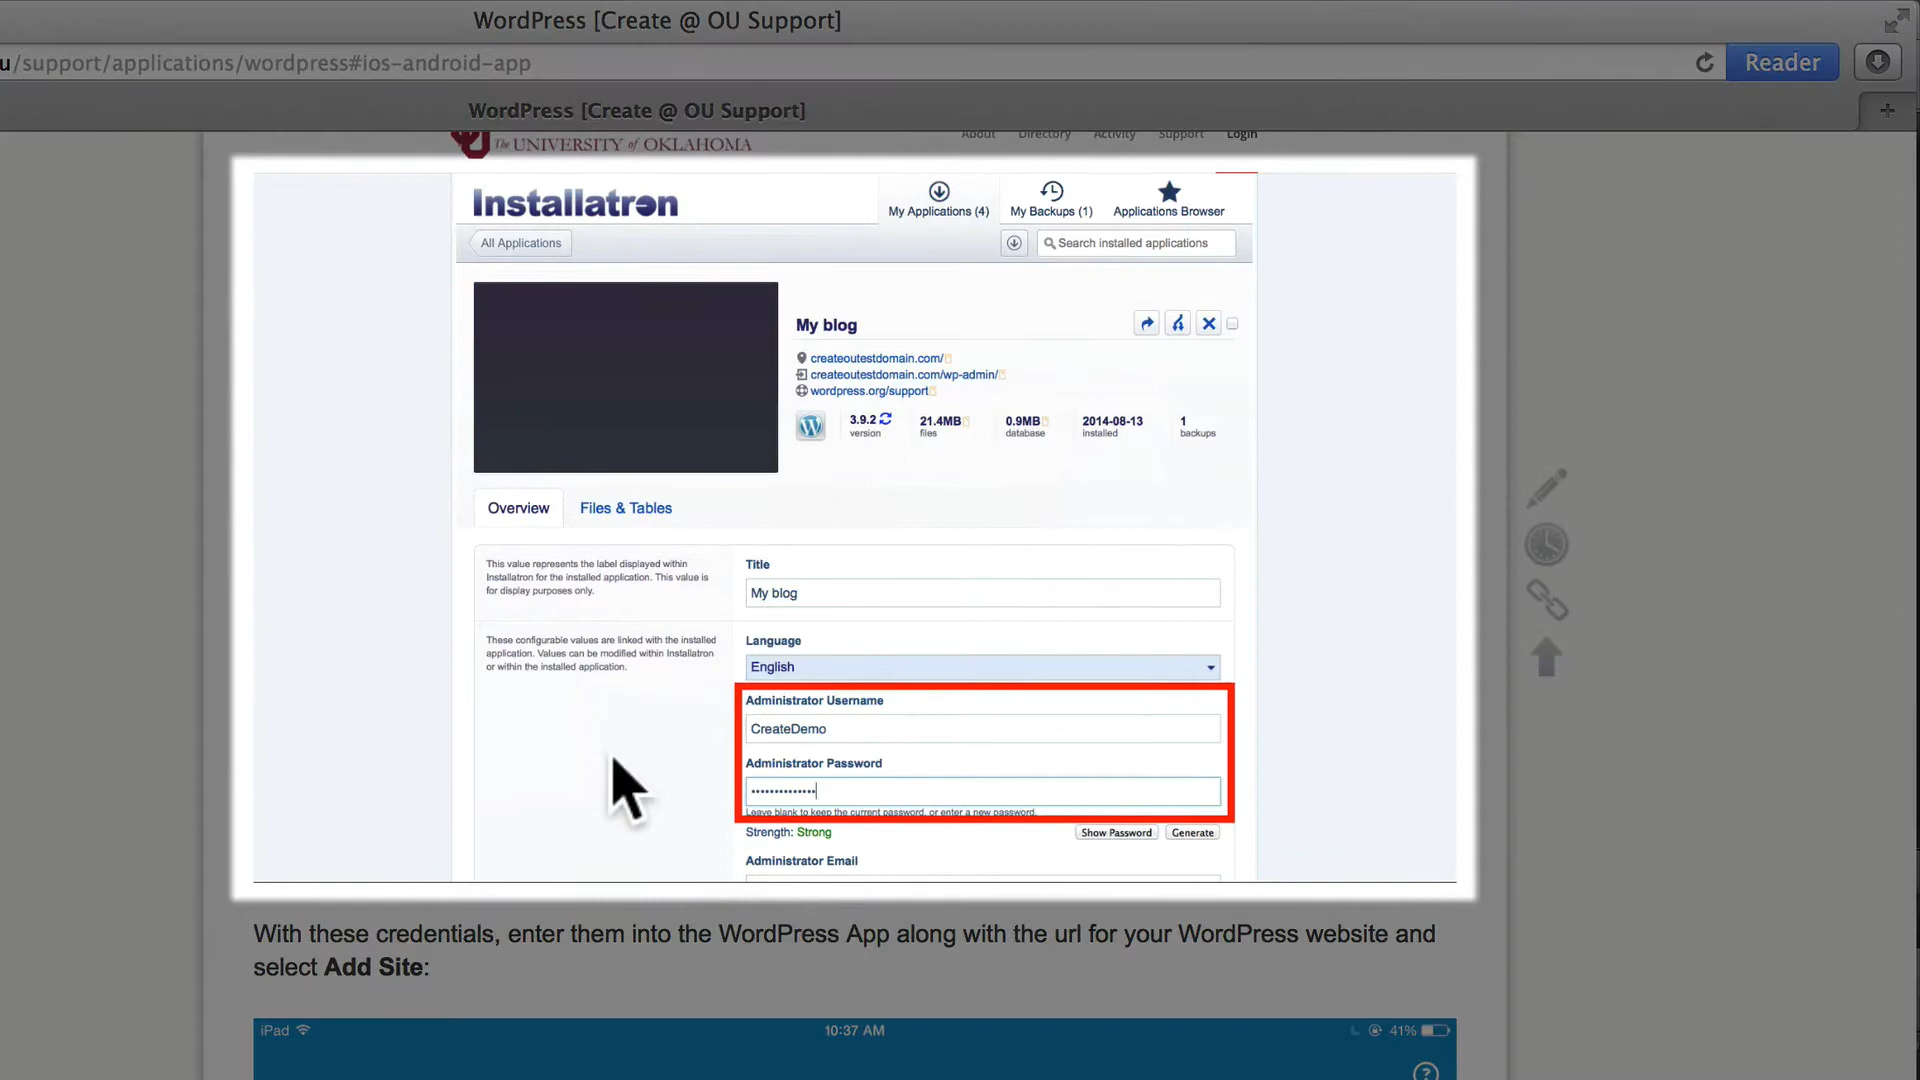 WordPress [Create @ OU Support]
u/support/applications/wordpress#ios-android-app
Reader
WordPress [Create @ OU Support]
The UNIVERSITY of OKLAHOMA
About Directory Activity Support Login
Installatron
My Applications (4)
My Backups (1)
Applications Browser
All Applications
Search installed applications
My blog
createoutestdomain.com/
createoutestdomain.com/wp-admin/
wordpress.org/support
3.9.2 21.4MB 0.9MB 2014-08-13 1
version files database installed backups
Overview Files & Tables
This value represents the label displayed within
Installatron for the installed application. This value is
for display purposes only.
Title
My blog
These configurable values are linked with the installed
application. Values can be modified within Installatron
or within the installed application.
Language
English
Administrator Username
CreateDemo
Administrator Password
••••••••••••••
Leave blank to keep the current password, or enter a new password.
Strength: Strong
Show Password Generate
Administrator Email
With these credentials, enter them into the WordPress App along with the url for your WordPress website and
select Add Site:
iPad 10:37 AM 41%
?